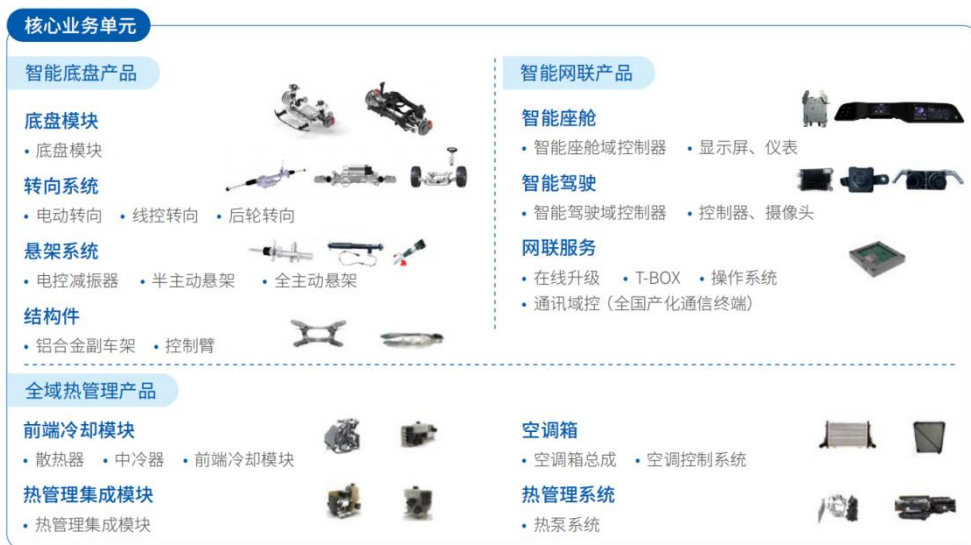 核心业务单元
智能底盘产品
底盘模块
• 底盘模块
转向系统
• 电动转向 • 线控转向 • 后轮转向
悬架系统
• 电控减振器 • 半主动悬架 • 全主动悬架
结构件
• 铝合金副车架 • 控制臂
智能网联产品
智能座舱
• 智能座舱域控制器 • 显示屏、仪表
智能驾驶
• 智能驾驶域控制器 • 控制器、摄像头
网联服务
• 在线升级 • T-BOX • 操作系统
• 通讯域控（全国产化通信终端）
全域热管理产品
前端冷却模块
• 散热器 • 中冷器 • 前端冷却模块
热管理集成模块
• 热管理集成模块
空调箱
• 空调箱总成 • 空调控制系统
热管理系统
• 热泵系统